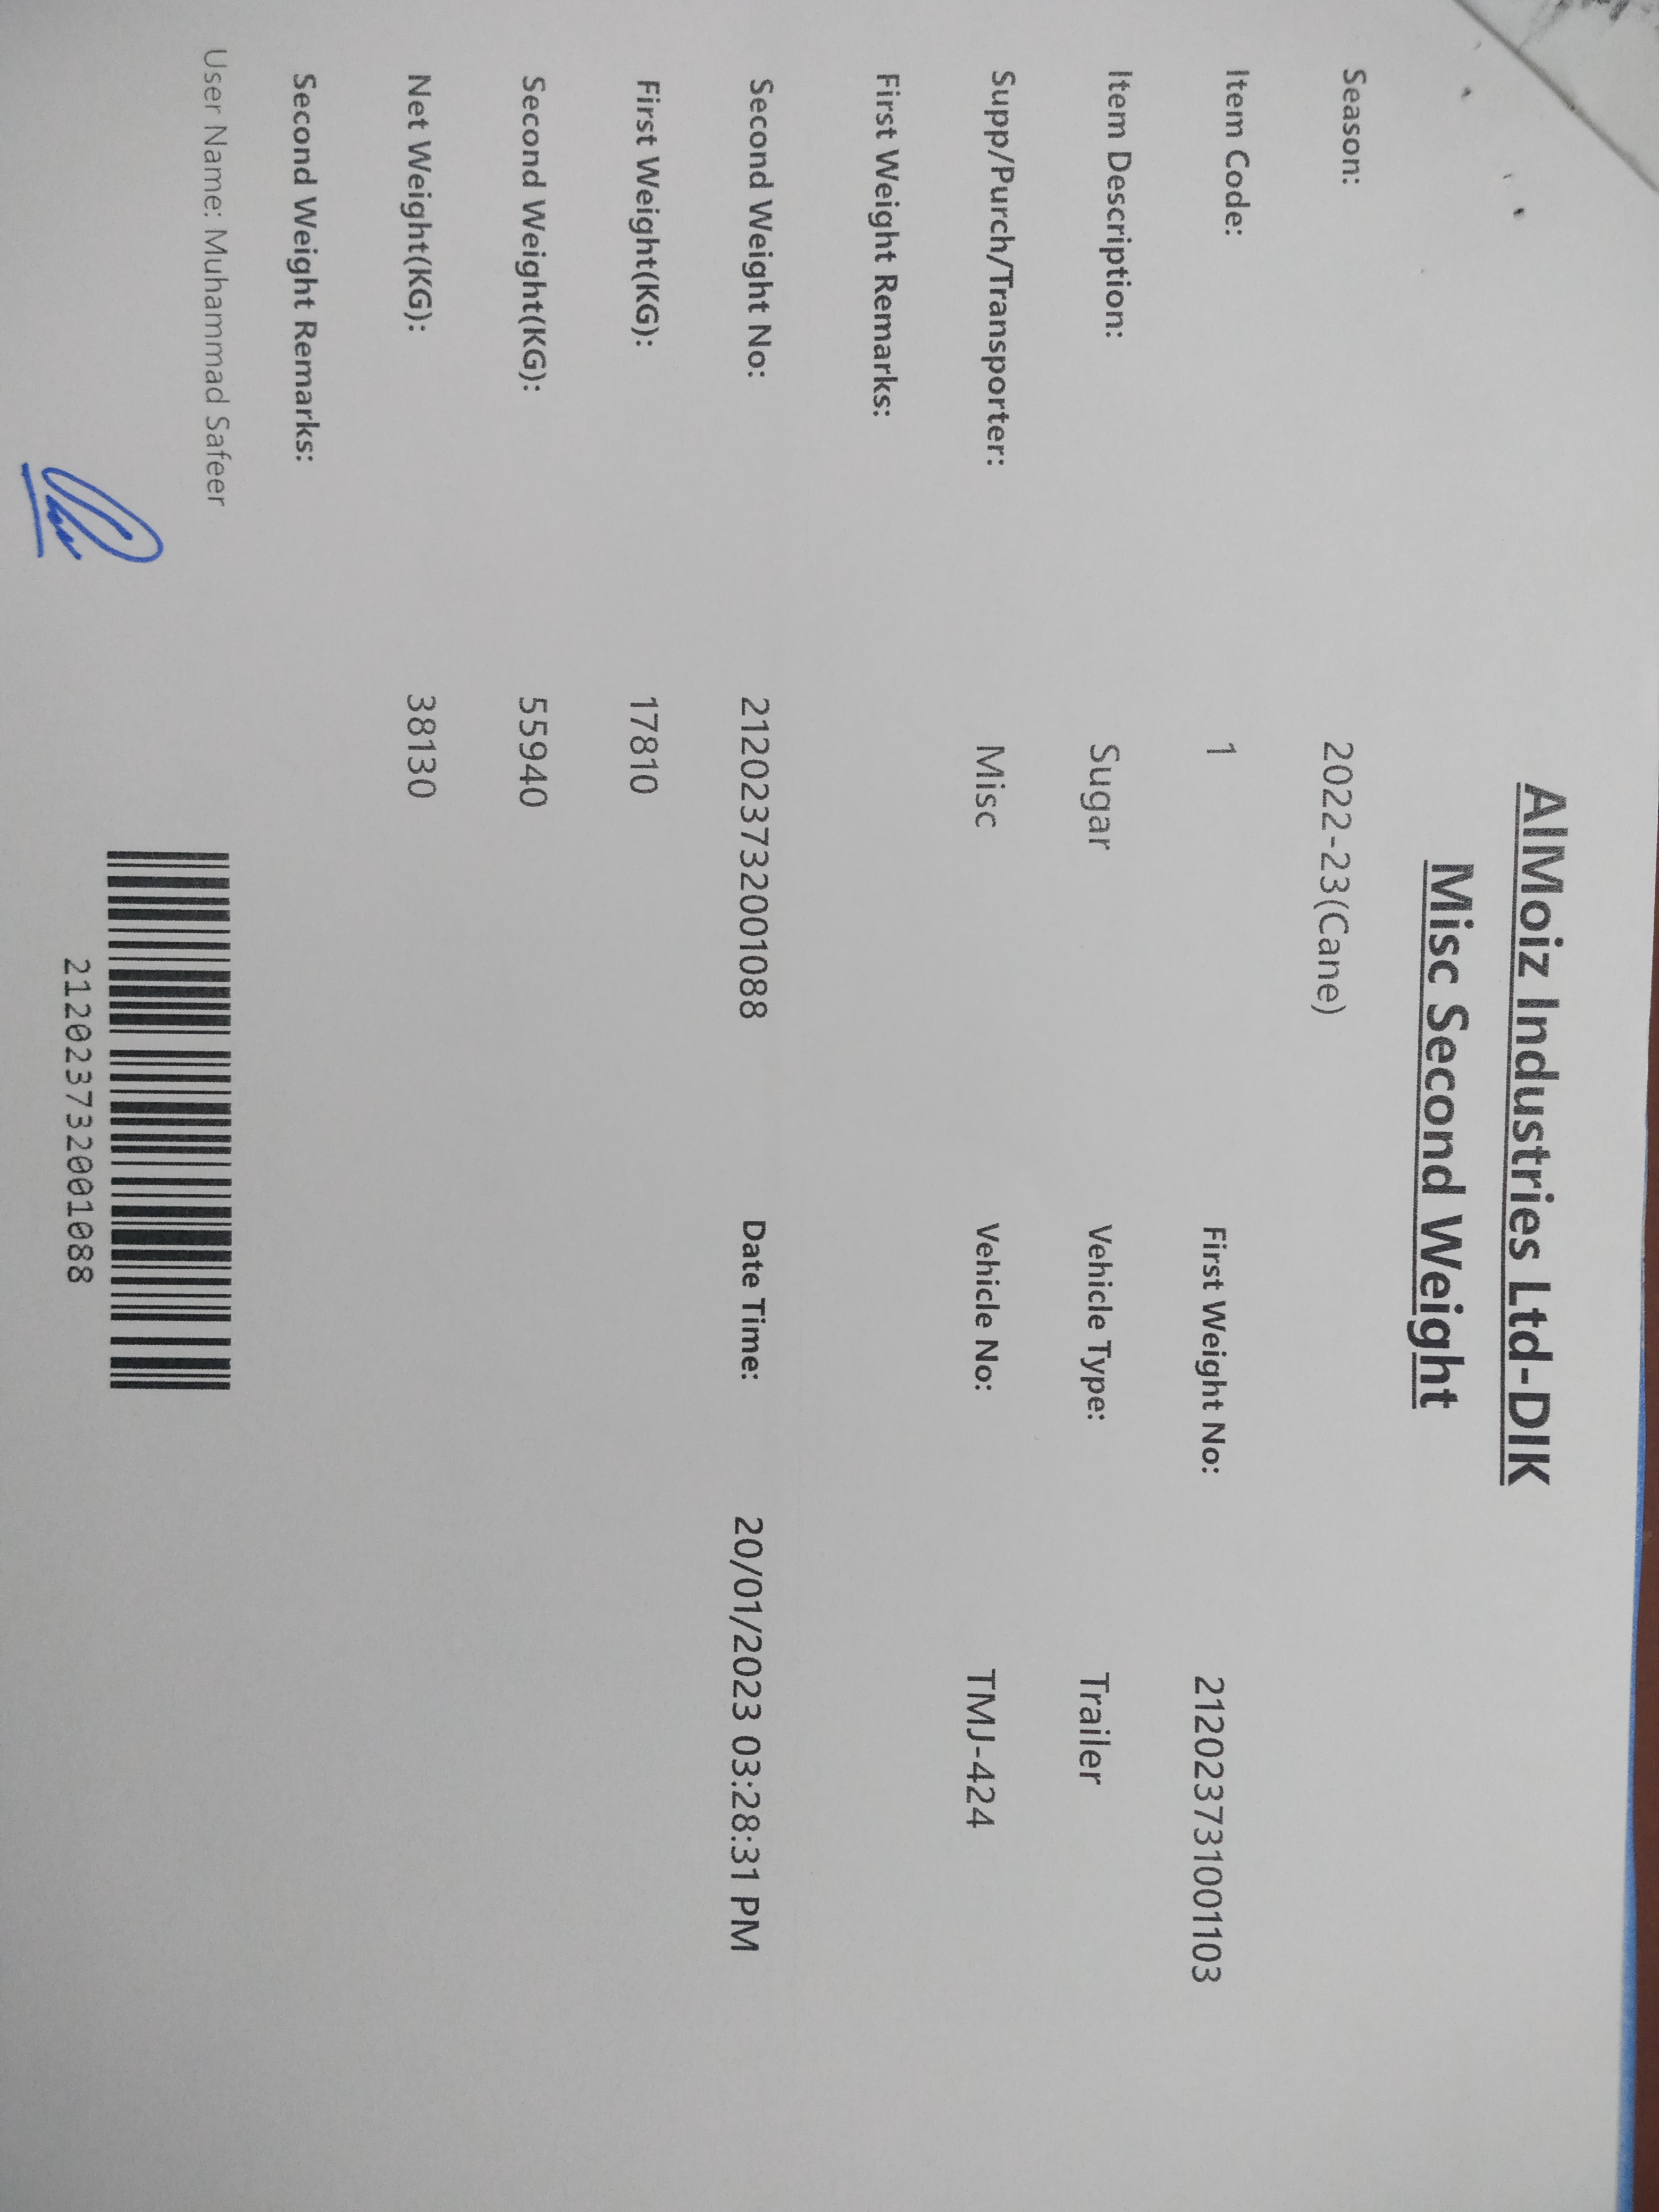 AlMoiz Industries Ltd-DIK
Misc Second Weight
Season: 2022-23(Cane)
Item Code: 1 First Weight No: 2120237310001103
Item Description: Sugar Vehicle Type: Trailer
Supp/Purch/Transporter: Misc Vehicle No: TMJ-424
First Weight Remarks:
Second Weight No: 2120237320001088 Date Time: 20/01/2023 03:28:31 PM
First Weight(KG): 17810
Second Weight(KG): 55940
Net Weight(KG): 38130
Second Weight Remarks:
User Name: Muhammad Safeer
2120237320001088